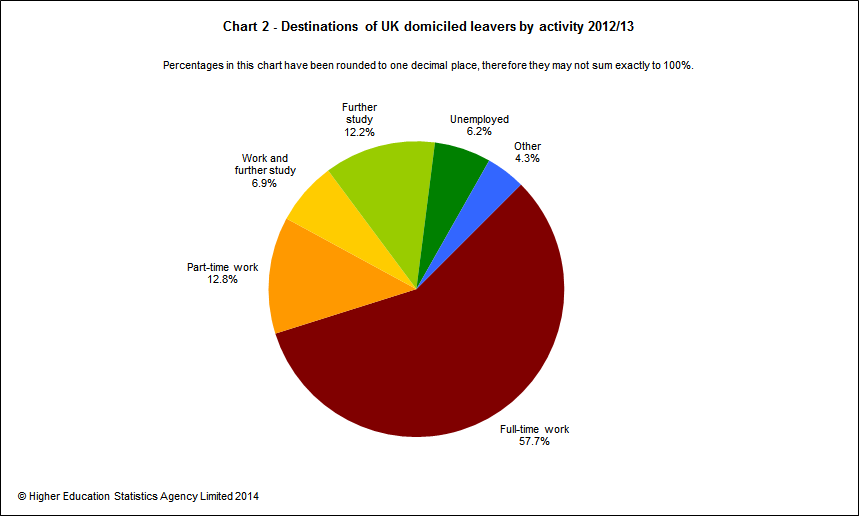 Chart 2 - Destinations of UK domiciled leavers by activity 2012/13
Percentages in this chart have been rounded to one decimal place, therefore they may not sum exactly to 100%.
Further
study
12.2%
Unemployed
6.2%
Other
4.3%
Work and
further study
6.9%
Part-time work
12.8%
Full-time work
57.7%
© Higher Education Statistics Agency Limited 2014